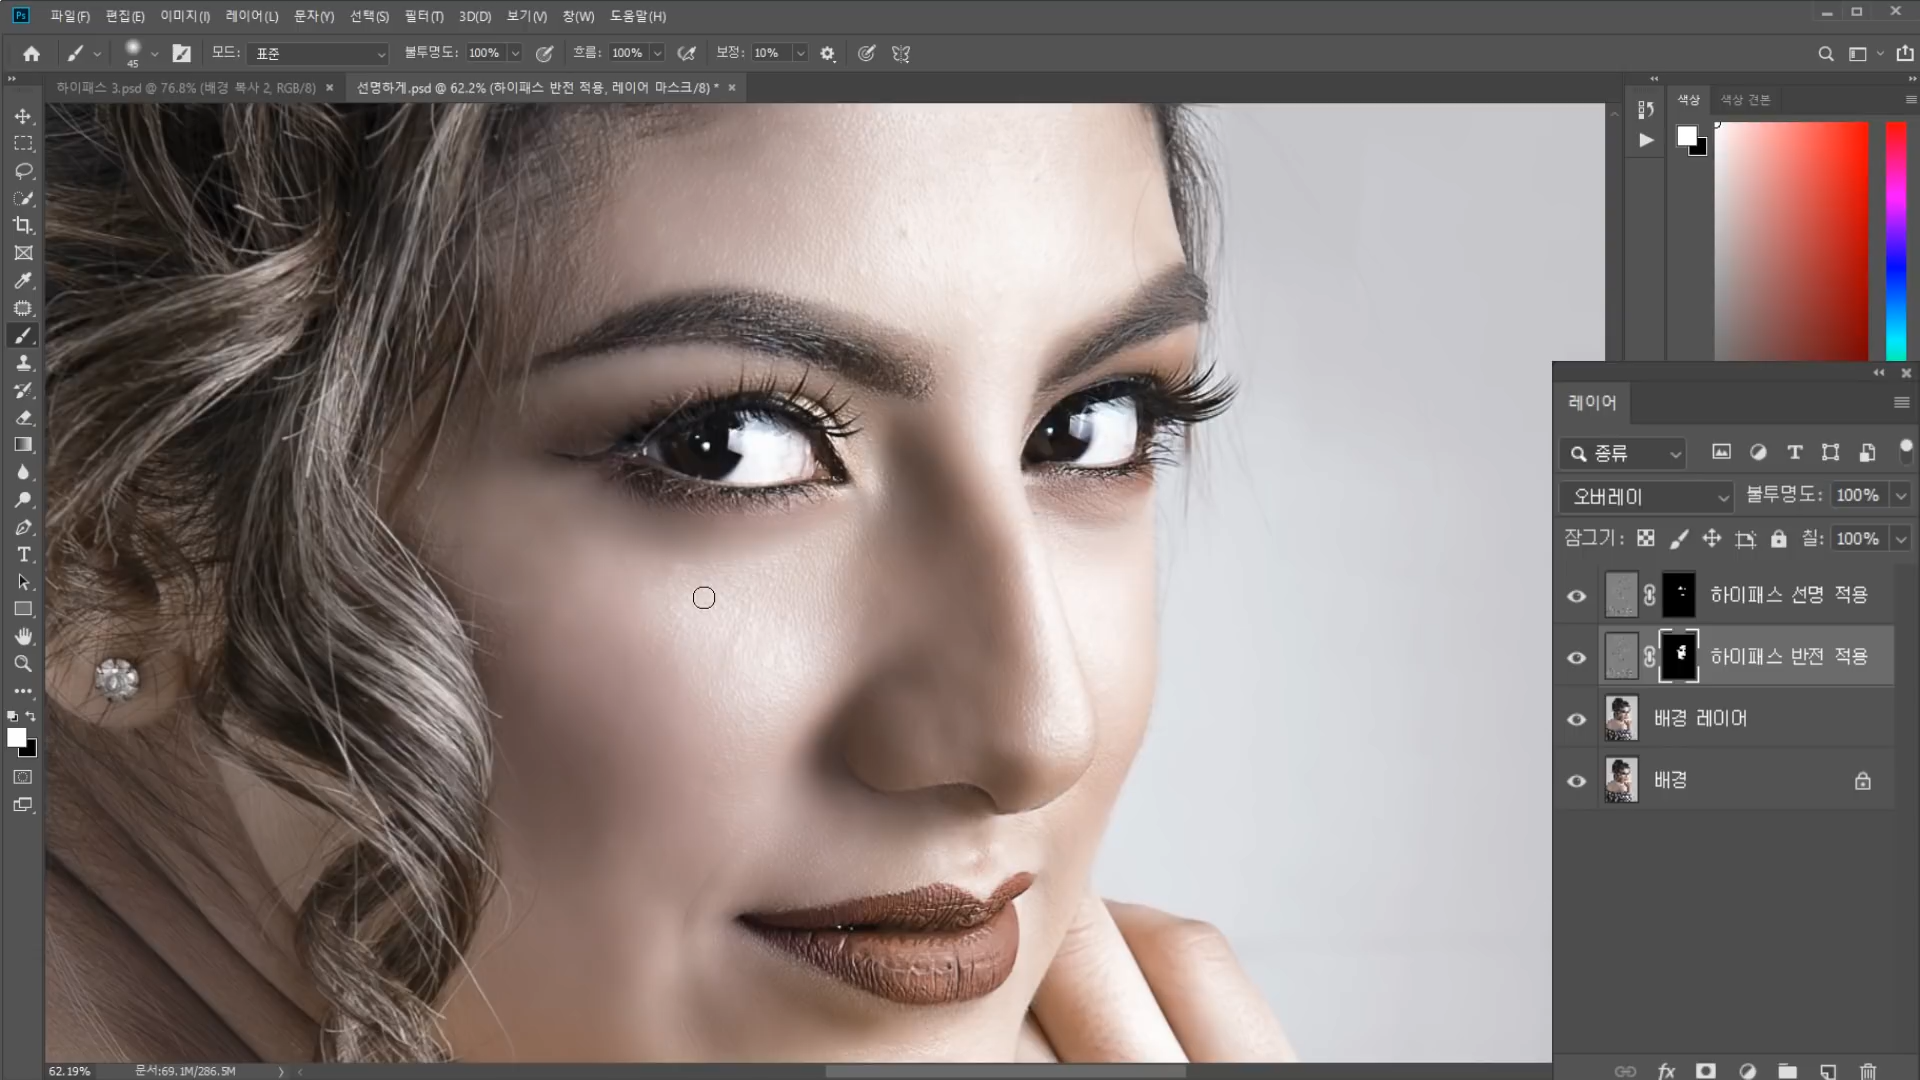 Ps 파일(F) 편집(E) 이미지(I) 레이어(L) 문자(Y) 선택(S) 필터(T) 3D(D) 보기(V) 창(W) 도움말(H)
45 모드: 표준 불투명도: 100% 흐름: 100% 보정: 10%
하이패스 3.psd @ 76.8% (배경 복사 2, RGB/8) × 선명하게.psd @ 62.2% (하이패스 반전 적용, 레이어 마스크/8) * ×
색상 색상 견본
레이어
종류
오버레이 불투명도: 100%
잠그기: 칠: 100%
하이패스 선명 적용
하이패스 반전 적용
배경 레이어
배경
fx
62.19% 문서:69.1M/286.5M